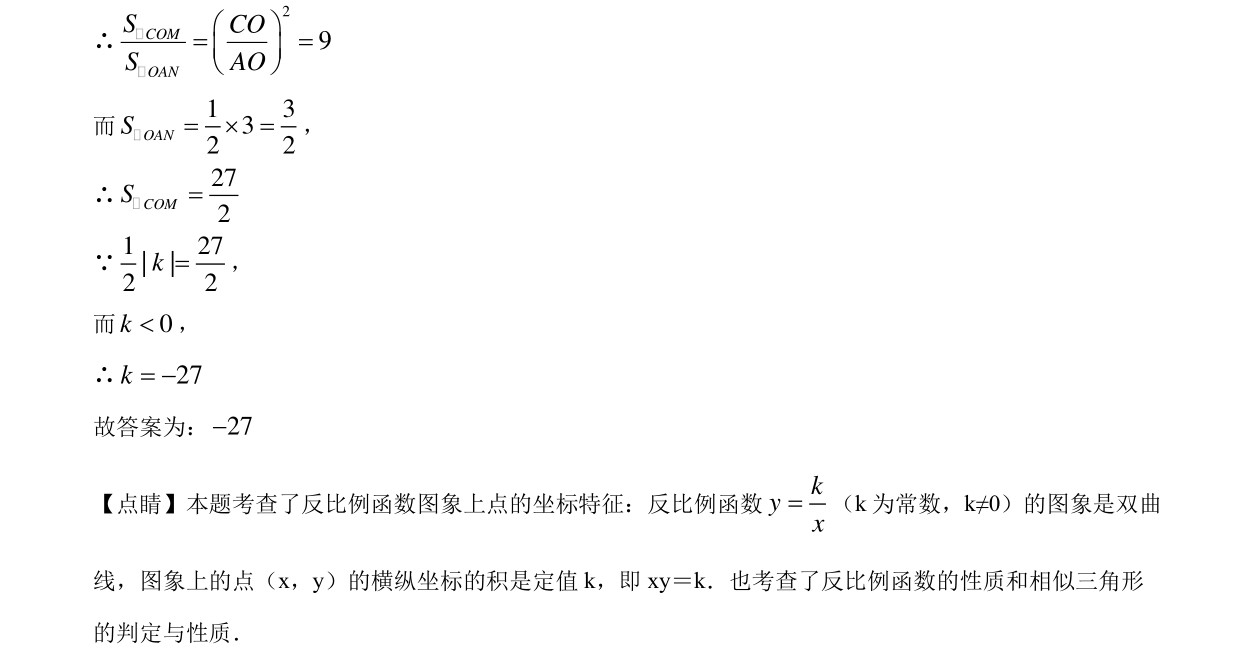 ∴ S□COM / S□OAN = (CO / AO)² = 9
而 S□OAN = 1/2 × 3 = 3/2，
∴ S□COM = 27/2
∵ 1/2 |k| = 27/2，
而 k < 0，
∴ k = −27
故答案为：−27
【点睛】本题考查了反比例函数图象上点的坐标特征：反比例函数 y = k/x （k 为常数，k≠0）的图象是双曲
线，图象上的点（x，y）的横纵坐标的积是定值 k，即 xy＝k．也考查了反比例函数的性质和相似三角形
的判定与性质．